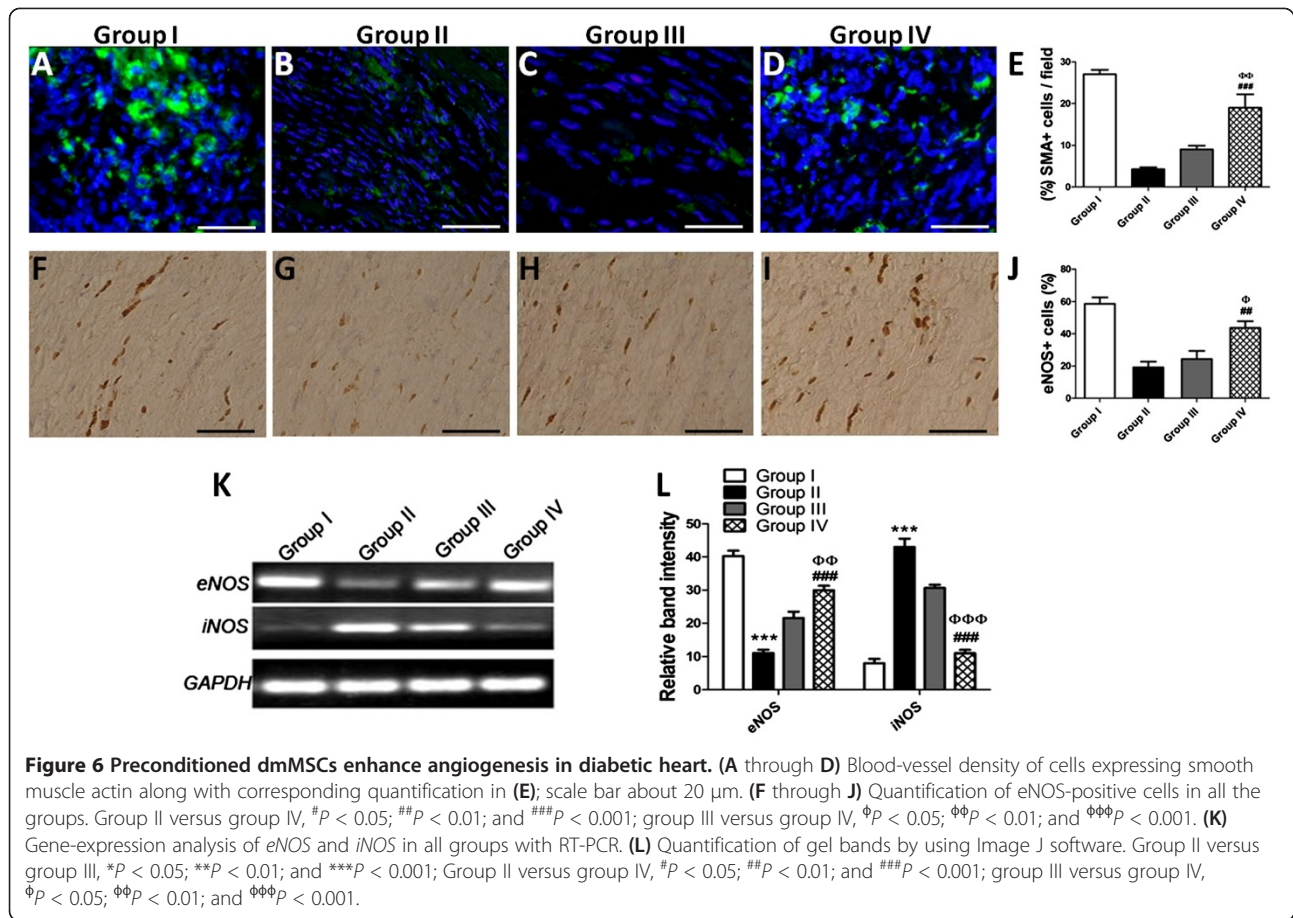 Group I Group II Group III Group IV
A B C D E
30
20
10
0
(%) SMA+ cells / field
ΦΦ
###
Group I Group II Group III Group IV
F G H I J
80
60
40
20
0
eNOS+ cells (%)
Φ
##
Group I Group II Group III Group IV
K
Group I Group II Group III Group IV
eNOS
iNOS
GAPDH
L
Group I
Group II
Group III
Group IV
Relative band intensity
50
40
30
20
10
0
***
ΦΦ
###
***
ΦΦΦ
###
eNOS iNOS
Figure 6 Preconditioned dmMSCs enhance angiogenesis in diabetic heart. (A through D) Blood-vessel density of cells expressing smooth
muscle actin along with corresponding quantification in (E); scale bar about 20 μm. (F through J) Quantification of eNOS-positive cells in all the
groups. Group II versus group IV, #P < 0.05; ##P < 0.01; and ###P < 0.001; group III versus group IV, ϕP < 0.05; ϕϕP < 0.01; and ϕϕϕP < 0.001. (K)
Gene-expression analysis of eNOS and iNOS in all groups with RT-PCR. (L) Quantification of gel bands by using Image J software. Group II versus
group III, *P < 0.05; **P < 0.01; and ***P < 0.001; Group II versus group IV, #P < 0.05; ##P < 0.01; and ###P < 0.001; group III versus group IV,
ϕP < 0.05; ϕϕP < 0.01; and ϕϕϕP < 0.001.